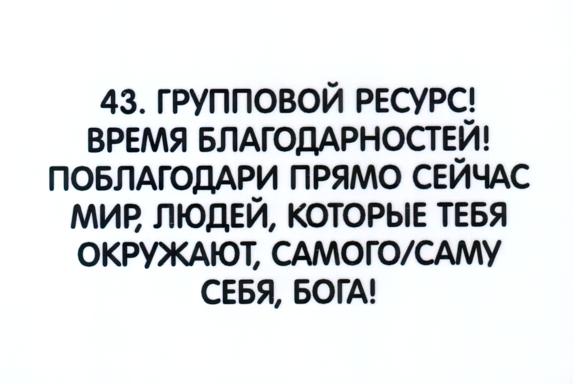 43. ГРУППОВОЙ РЕСУРС!
ВРЕМЯ БЛАГОДАРНОСТЕЙ!
ПОБЛАГОДАРИ ПРЯМО СЕЙЧАС
МИР, ЛЮДЕЙ, КОТОРЫЕ ТЕБЯ
ОКРУЖАЮТ, САМОГО/САМУ
СЕБЯ, БОГА!